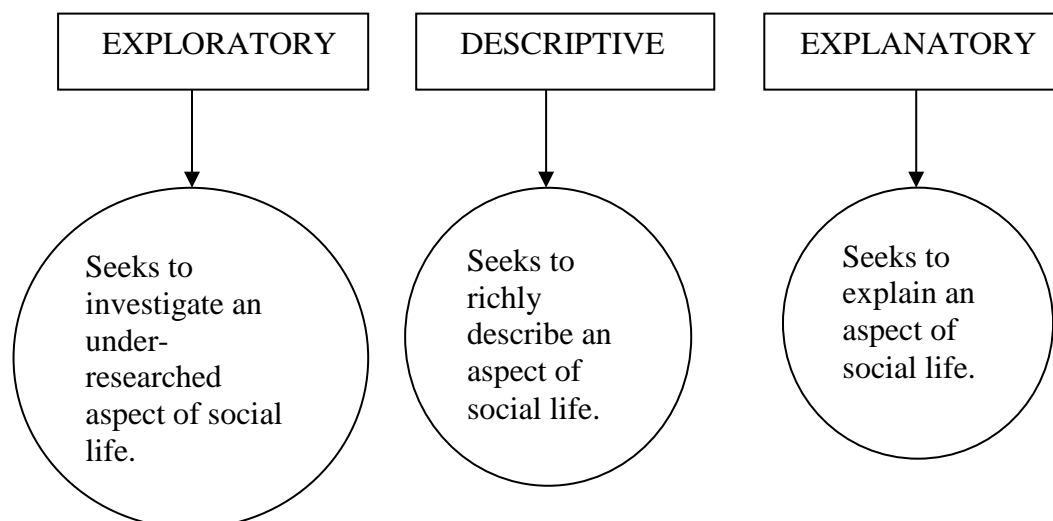 EXPLORATORY
DESCRIPTIVE
EXPLANATORY
Seeks to
investigate an
under-
researched
aspect of social
life.
Seeks to
richly
describe an
aspect of
social life.
Seeks to
explain an
aspect of
social life.